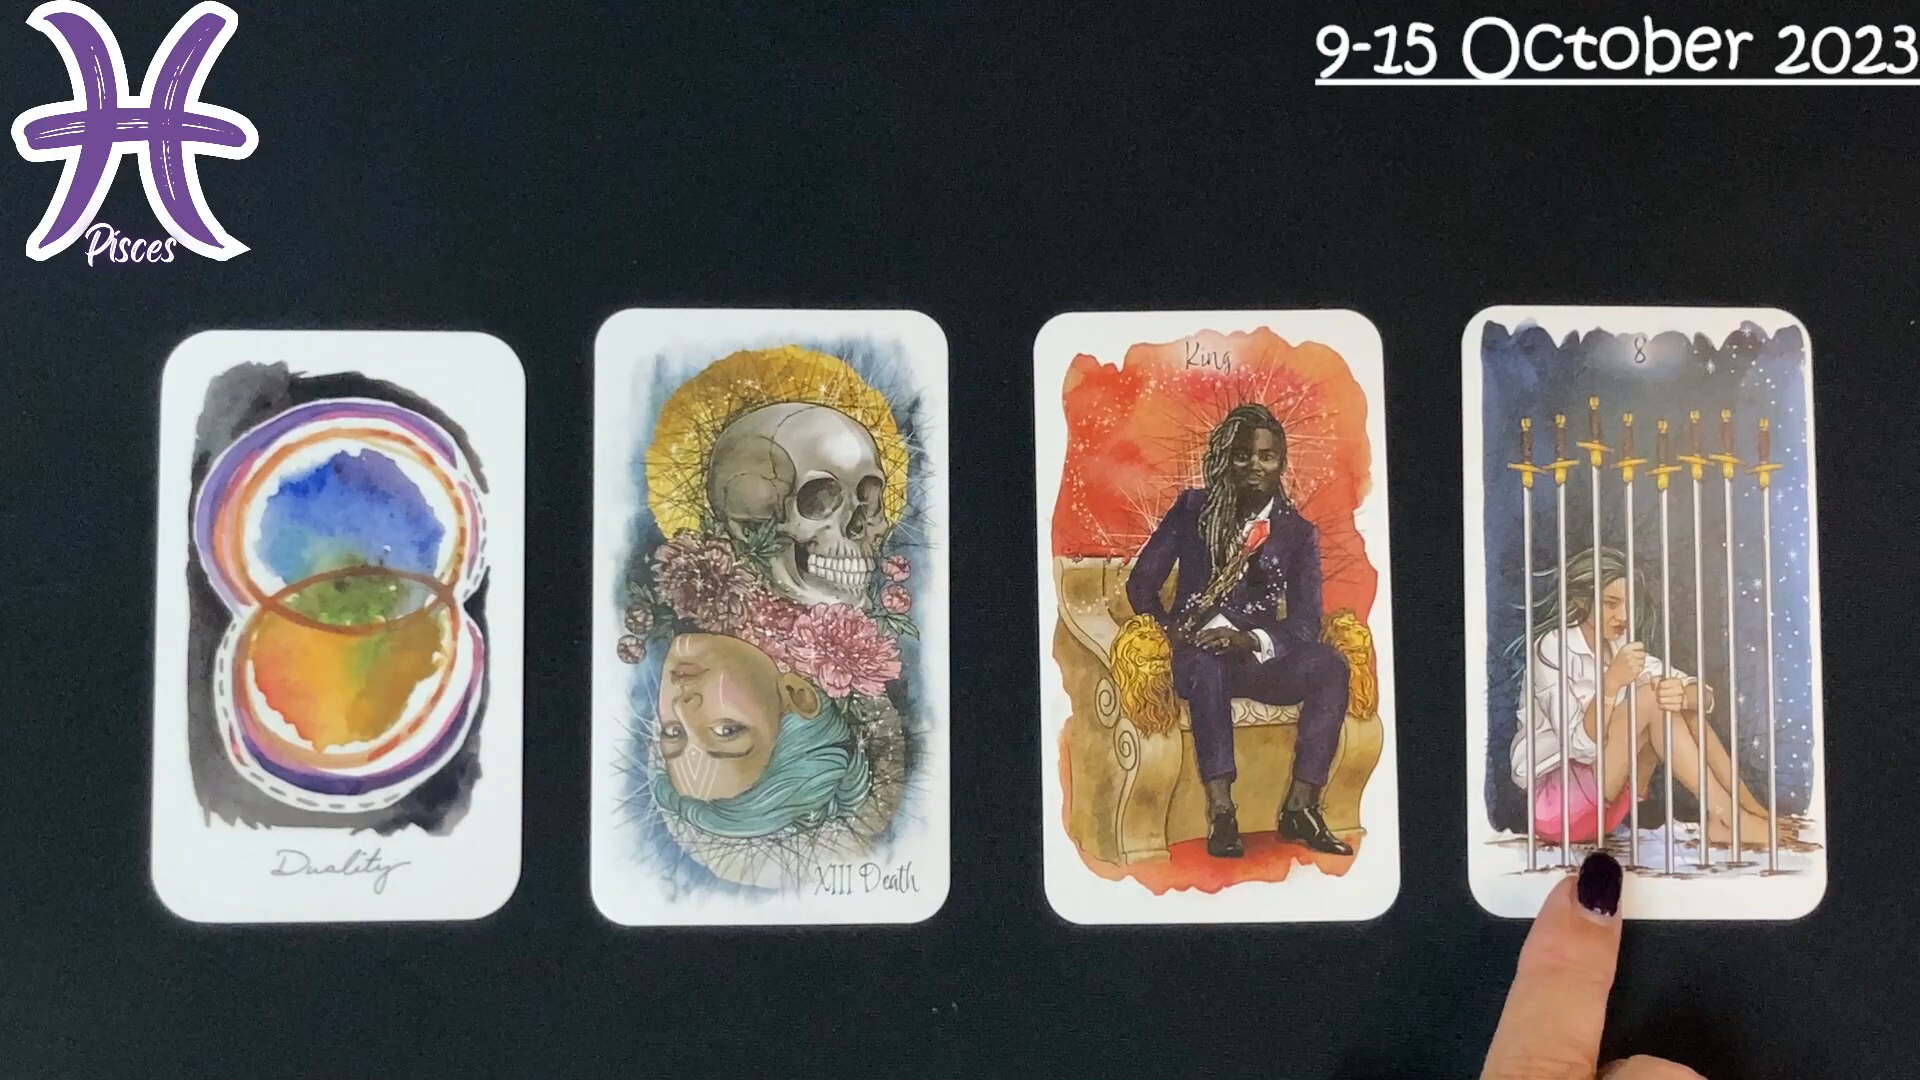 Pisces
9-15 October 2023
Duality
XIII Death
King
8